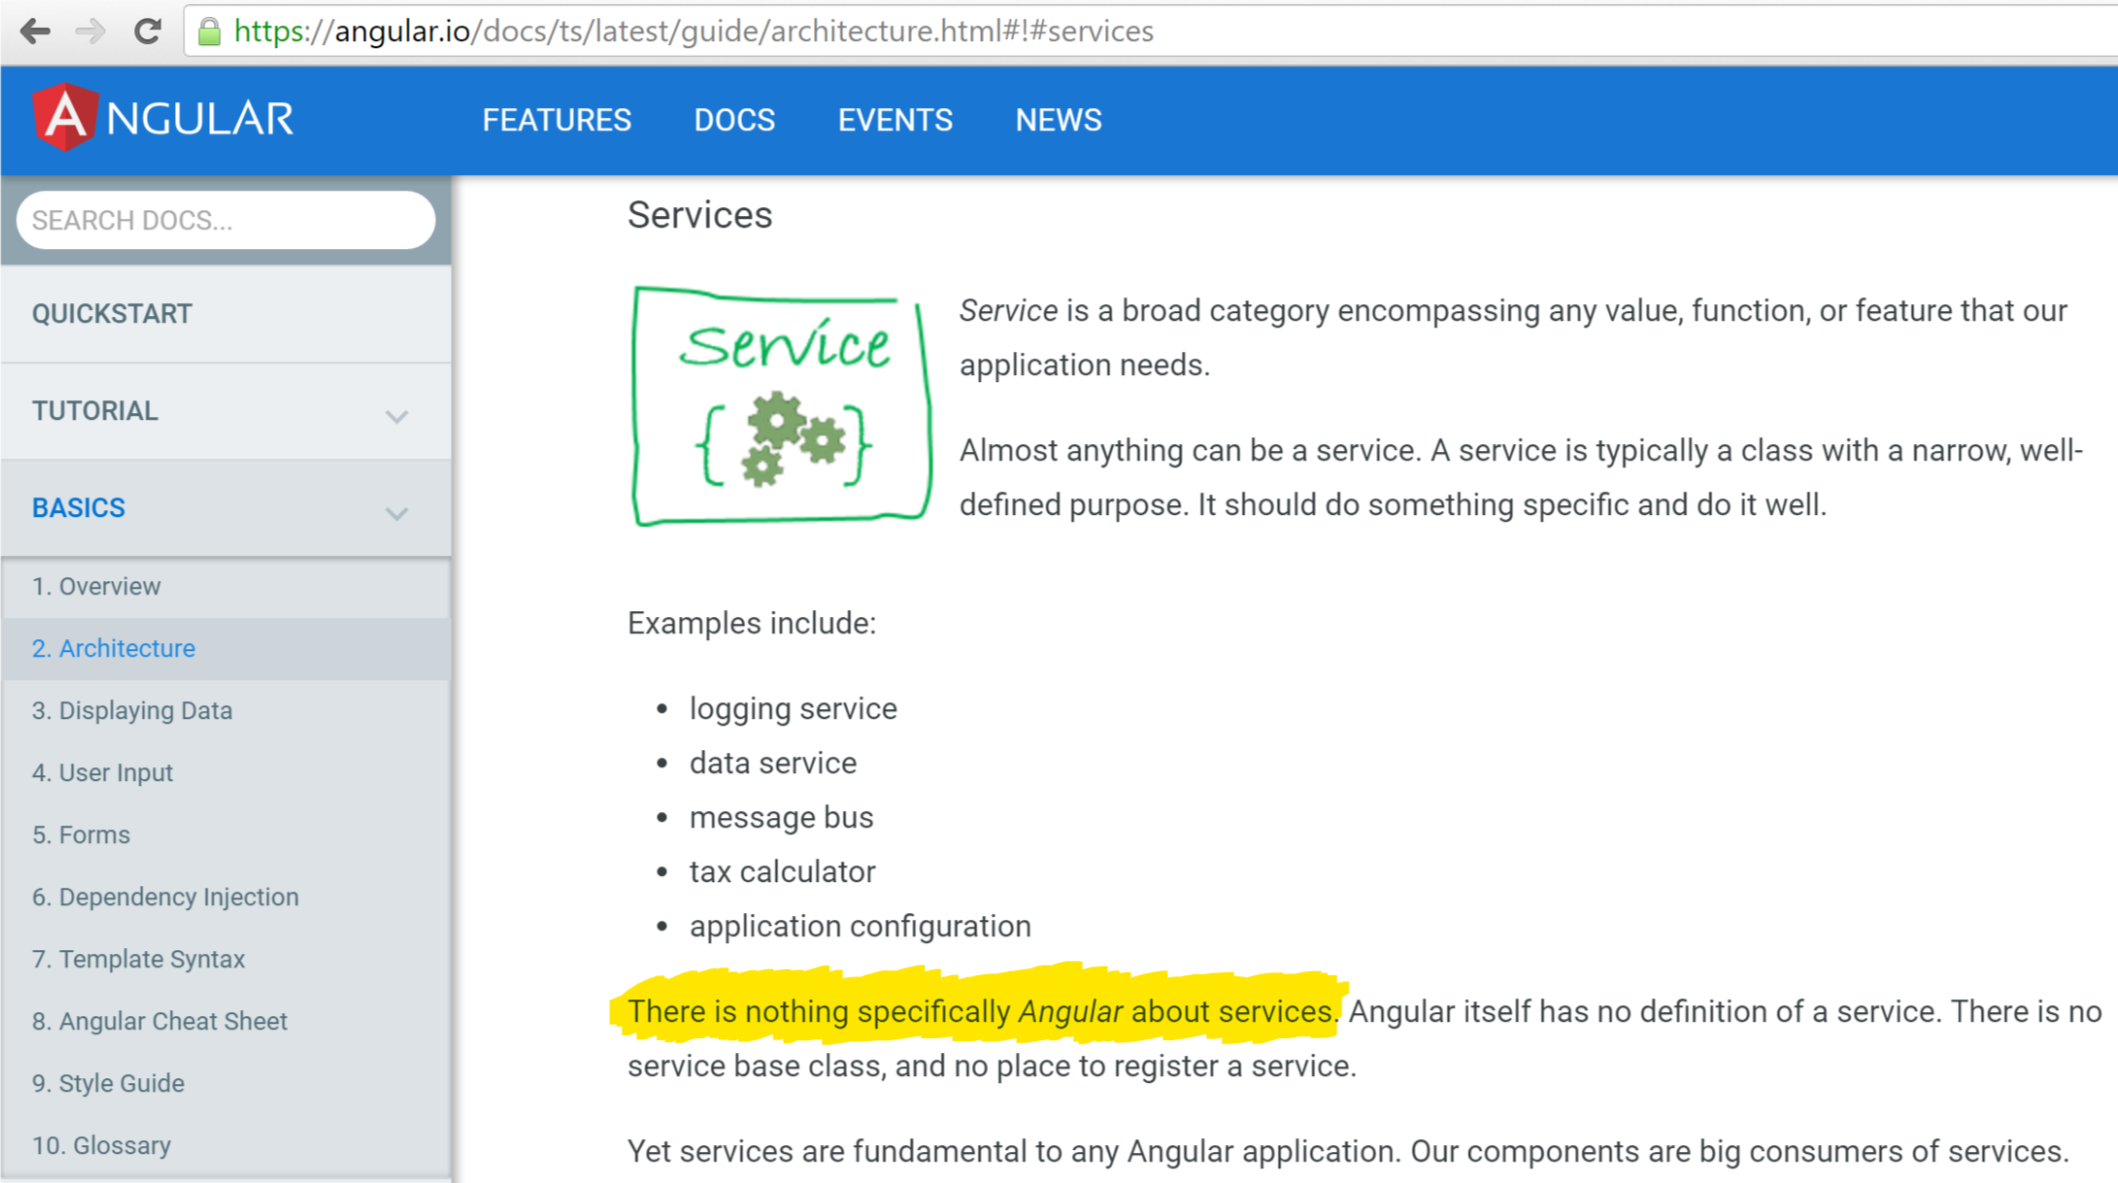 https://angular.io/docs/ts/latest/guide/architecture.html#!#services
ANGULAR
FEATURES DOCS EVENTS NEWS
SEARCH DOCS...
QUICKSTART
TUTORIAL
BASICS
1. Overview
2. Architecture
3. Displaying Data
4. User Input
5. Forms
6. Dependency Injection
7. Template Syntax
8. Angular Cheat Sheet
9. Style Guide
10. Glossary
Services
Service
Service is a broad category encompassing any value, function, or feature that our
application needs.
Almost anything can be a service. A service is typically a class with a narrow, well-
defined purpose. It should do something specific and do it well.
Examples include:
• logging service
• data service
• message bus
• tax calculator
• application configuration
There is nothing specifically Angular about services. Angular itself has no definition of a service. There is no
service base class, and no place to register a service.
Yet services are fundamental to any Angular application. Our components are big consumers of services.